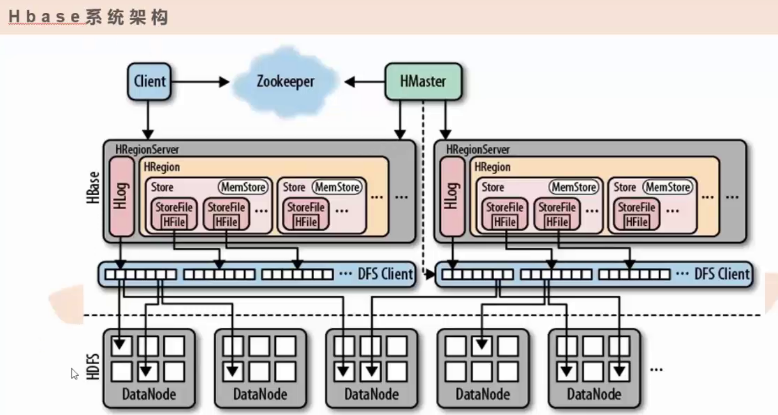 Hbase系统架构
Client
Zookeeper
HMaster
HRegionServer
HRegionServer
HBase
HLog
HRegion
Store
MemStore
Store
MemStore
...
...
StoreFile
StoreFile
...
StoreFile
...
HFile
HFile
HFile
HLog
HRegion
Store
MemStore
Store
MemStore
...
...
StoreFile
StoreFile
...
StoreFile
...
HFile
HFile
HFile
... DFS Client
... DFS Client
HDFS
DataNode
DataNode
DataNode
DataNode
DataNode
...